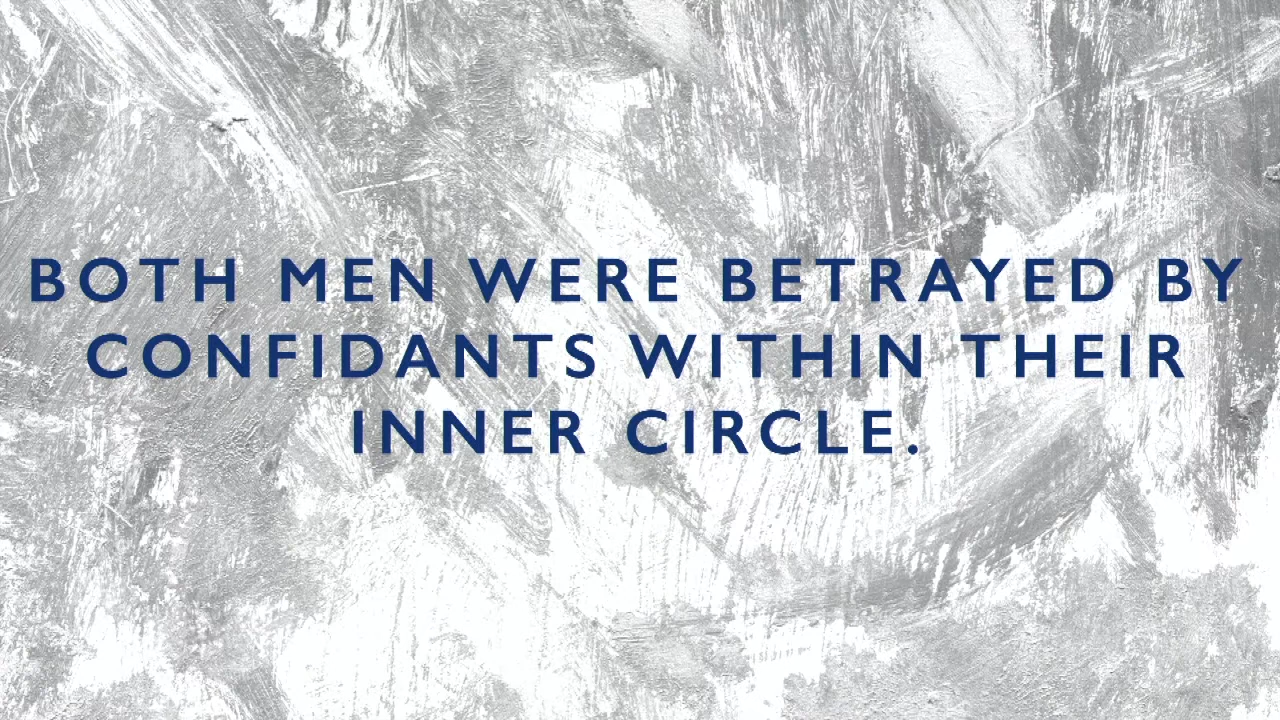 BOTH MEN WERE BETRAYED BY
CONFIDANTS WITHIN THEIR
INNER CIRCLE.